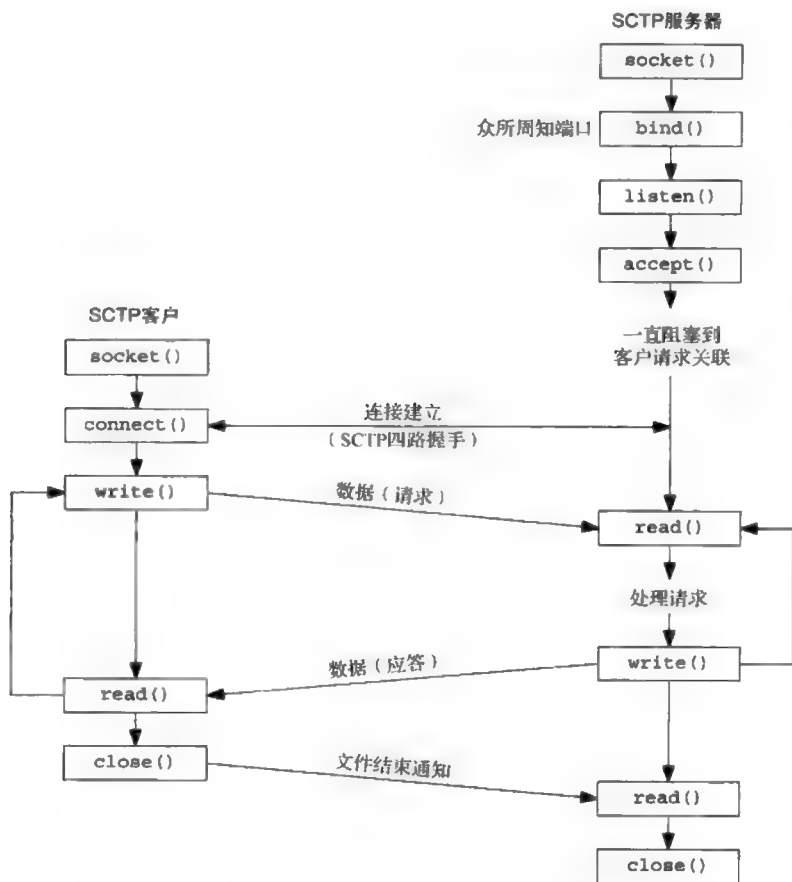 SCTP服务器
socket()
众所周知端口
bind()
listen()
accept()
一直阻塞到
客户请求关联
SCTP客户
socket()
connect()
连接建立
（SCTP四路握手）
write()
数据（请求）
read()
处理请求
write()
数据（应答）
read()
close()
文件结束通知
read()
close()